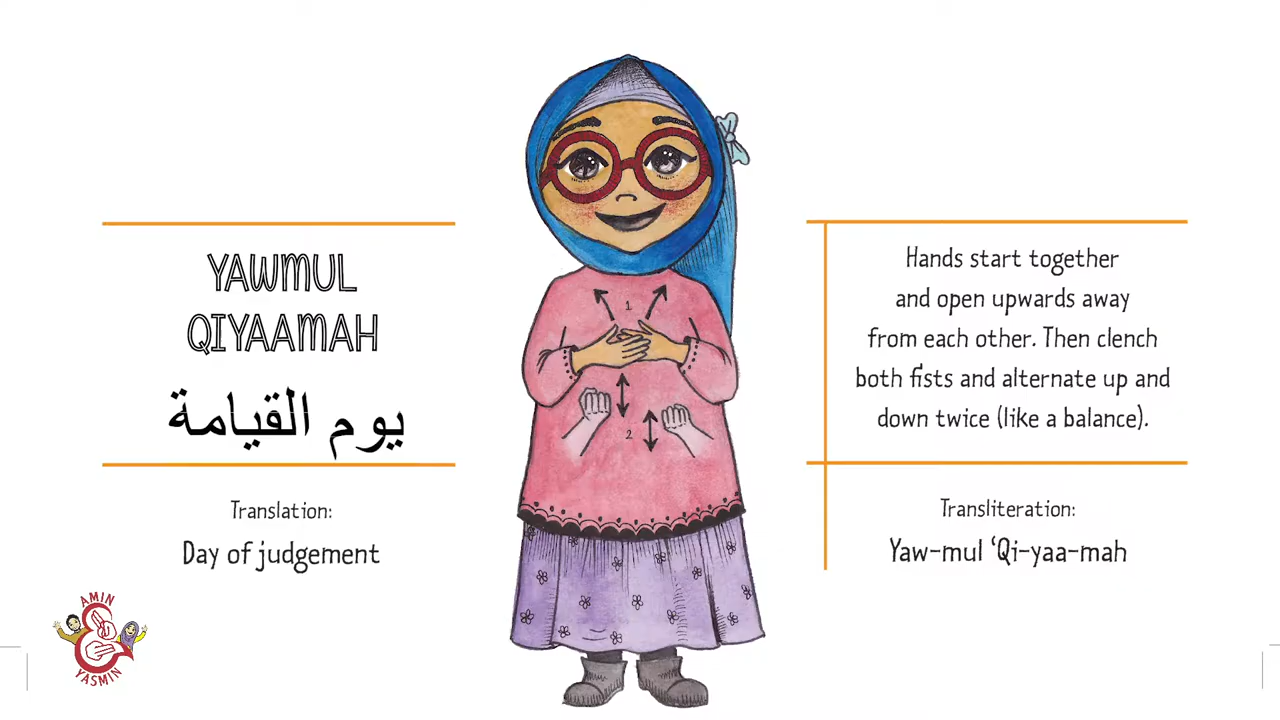 YAWMUL
QIYAAMAH
يوم القيامة
Translation:
Day of judgement
1
2
Hands start together
and open upwards away
from each other. Then clench
both fists and alternate up and
down twice (like a balance).
Transliteration:
Yaw-mul ‘Qi-yaa-mah
AMIN
&
YASMIN